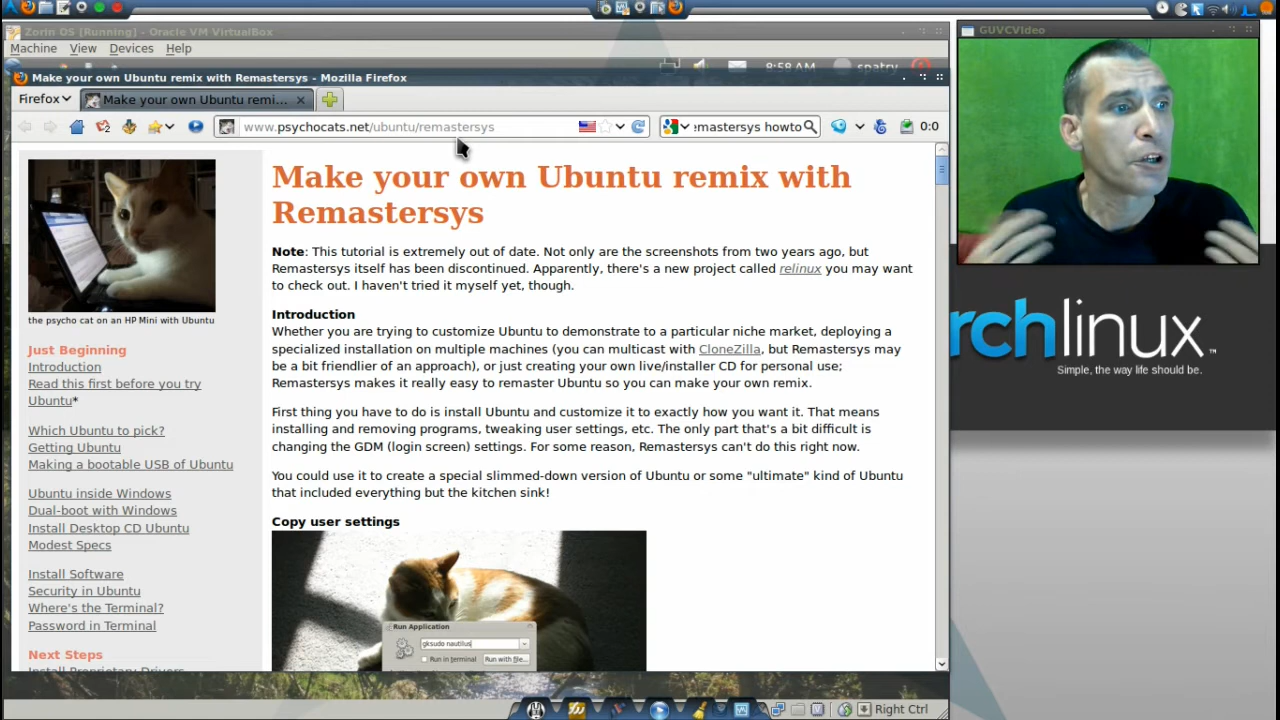 Zorin OS [Running] - Oracle VM VirtualBox
GUVCVIdeo
Machine View Devices Help
8:58 AM spatry
Make your own Ubuntu remix with Remastersys - Mozilla Firefox
Firefox
Make your own Ubuntu remi...
www.psychocats.net/ubuntu/remastersys
emastersys howto
0:0
the psycho cat on an HP Mini with Ubuntu
Just Beginning
Introduction
Read this first before you try
Ubuntu*
Which Ubuntu to pick?
Getting Ubuntu
Making a bootable USB of Ubuntu
Ubuntu inside Windows
Dual-boot with Windows
Install Desktop CD Ubuntu
Modest Specs
Install Software
Security in Ubuntu
Where's the Terminal?
Password in Terminal
Next Steps
Install Proprietary Drivers
Make your own Ubuntu remix with
Remastersys
Note: This tutorial is extremely out of date. Not only are the screenshots from two years ago, but
Remastersys itself has been discontinued. Apparently, there's a new project called relinux you may want
to check out. I haven't tried it myself yet, though.
Introduction
Whether you are trying to customize Ubuntu to demonstrate to a particular niche market, deploying a
specialized installation on multiple machines (you can multicast with CloneZilla, but Remastersys may
be a bit friendlier of an approach), or just creating your own live/installer CD for personal use;
Remastersys makes it really easy to remaster Ubuntu so you can make your own remix.
First thing you have to do is install Ubuntu and customize it to exactly how you want it. That means
installing and removing programs, tweaking user settings, etc. The only part that's a bit difficult is
changing the GDM (login screen) settings. For some reason, Remastersys can't do this right now.
You could use it to create a special slimmed-down version of Ubuntu or some "ultimate" kind of Ubuntu
that included everything but the kitchen sink!
Copy user settings
Run Application
gksudo nautilus
Run in terminal
Run with file...
rchlinux™
Simple, the way life should be.
Right Ctrl